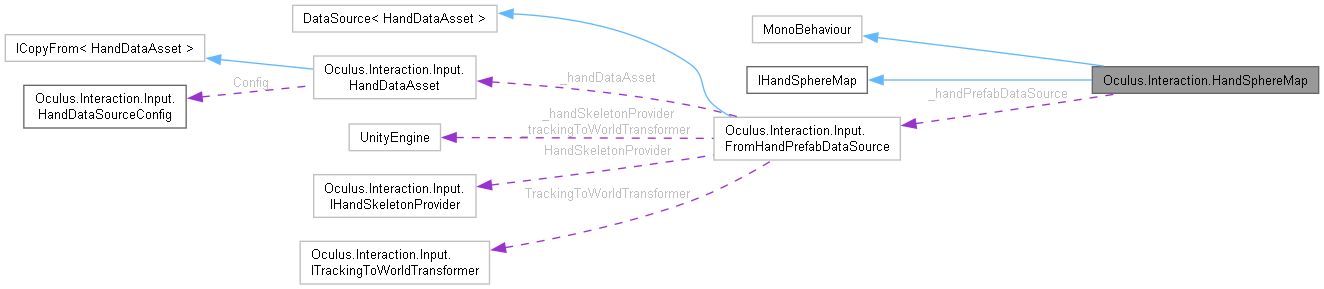 DataSource< HandDataAsset >
MonoBehaviour
ICopyFrom< HandDataAsset >
Oculus.Interaction.Input.
HandDataAsset
_handDataAsset
IHandSphereMap
Oculus.Interaction.HandSphereMap
Config
_handPrefabDataSource
Oculus.Interaction.Input.
HandDataSourceConfig
_handSkeletonProvider
_trackingToWorldTransformer
UnityEngine
Oculus.Interaction.Input.
FromHandPrefabDataSource
HandSkeletonProvider
Oculus.Interaction.Input.
IHandSkeletonProvider
TrackingToWorldTransformer
Oculus.Interaction.Input.
ITrackingToWorldTransformer